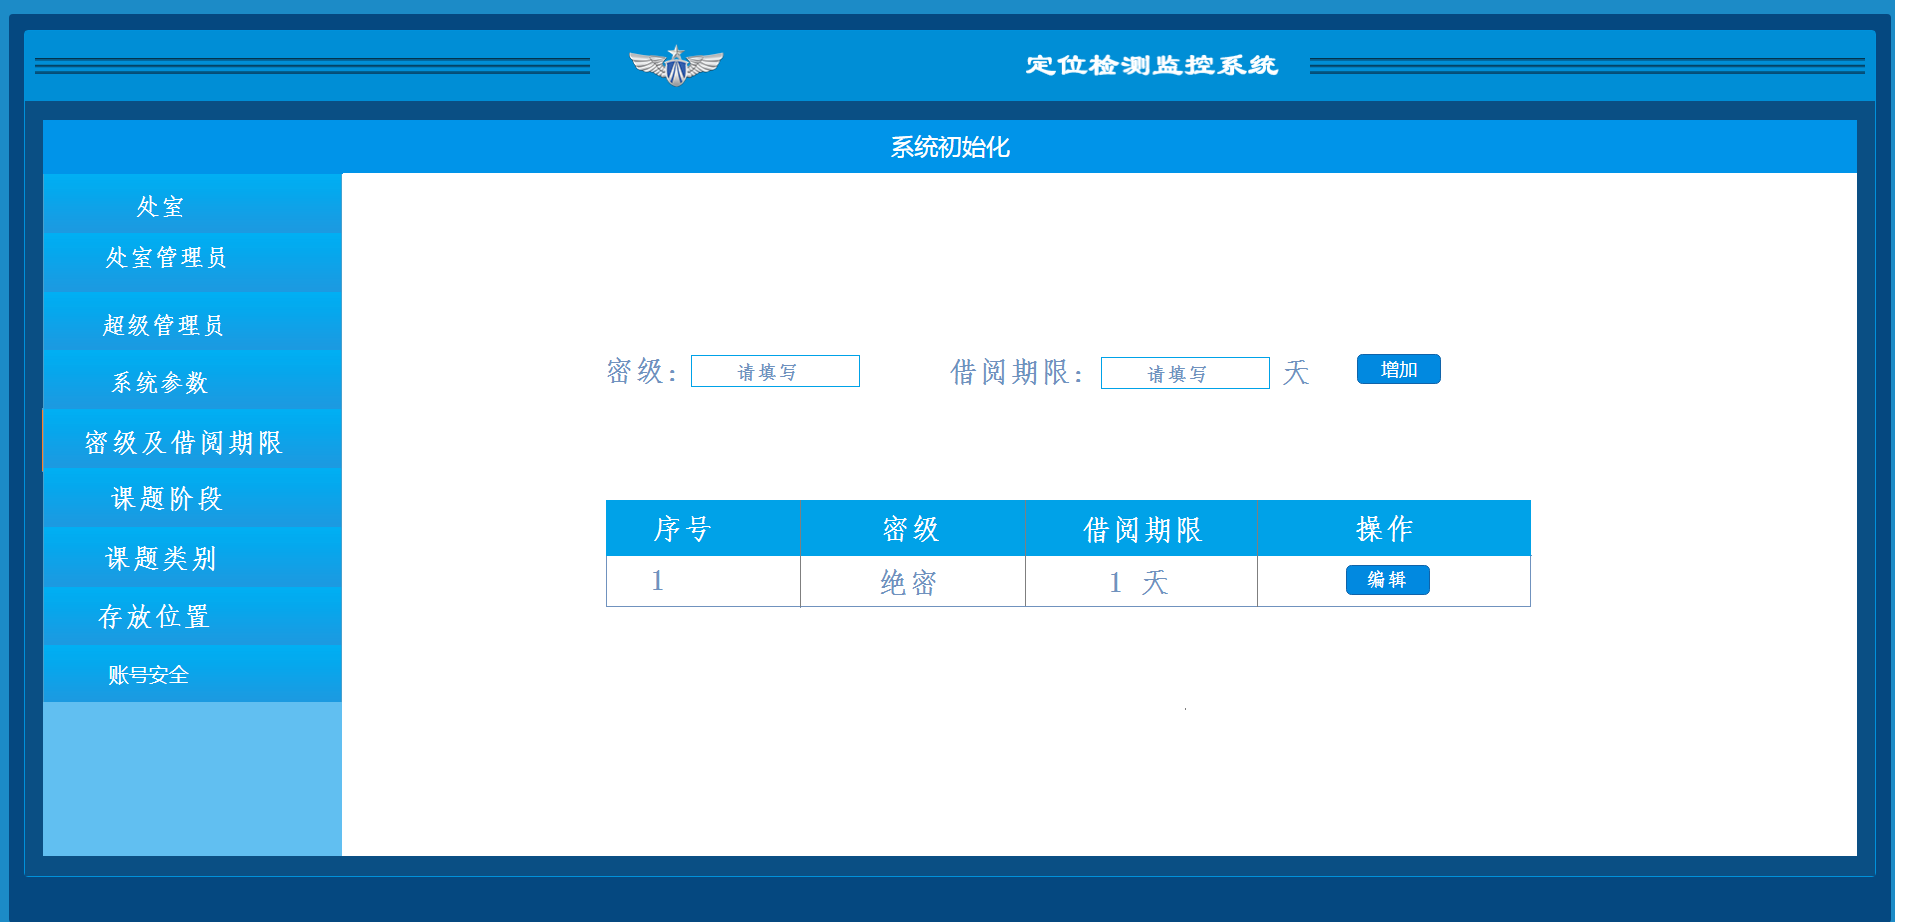 定位检测监控系统
系统初始化
处室
处室管理员
超级管理员
系统参数
密级及借阅期限
课题阶段
课题类别
存放位置
账号安全
密级: 请填写 借阅期限: 请填写 天 增加
序号 密级 借阅期限 操作
1 绝密 1 天 编辑